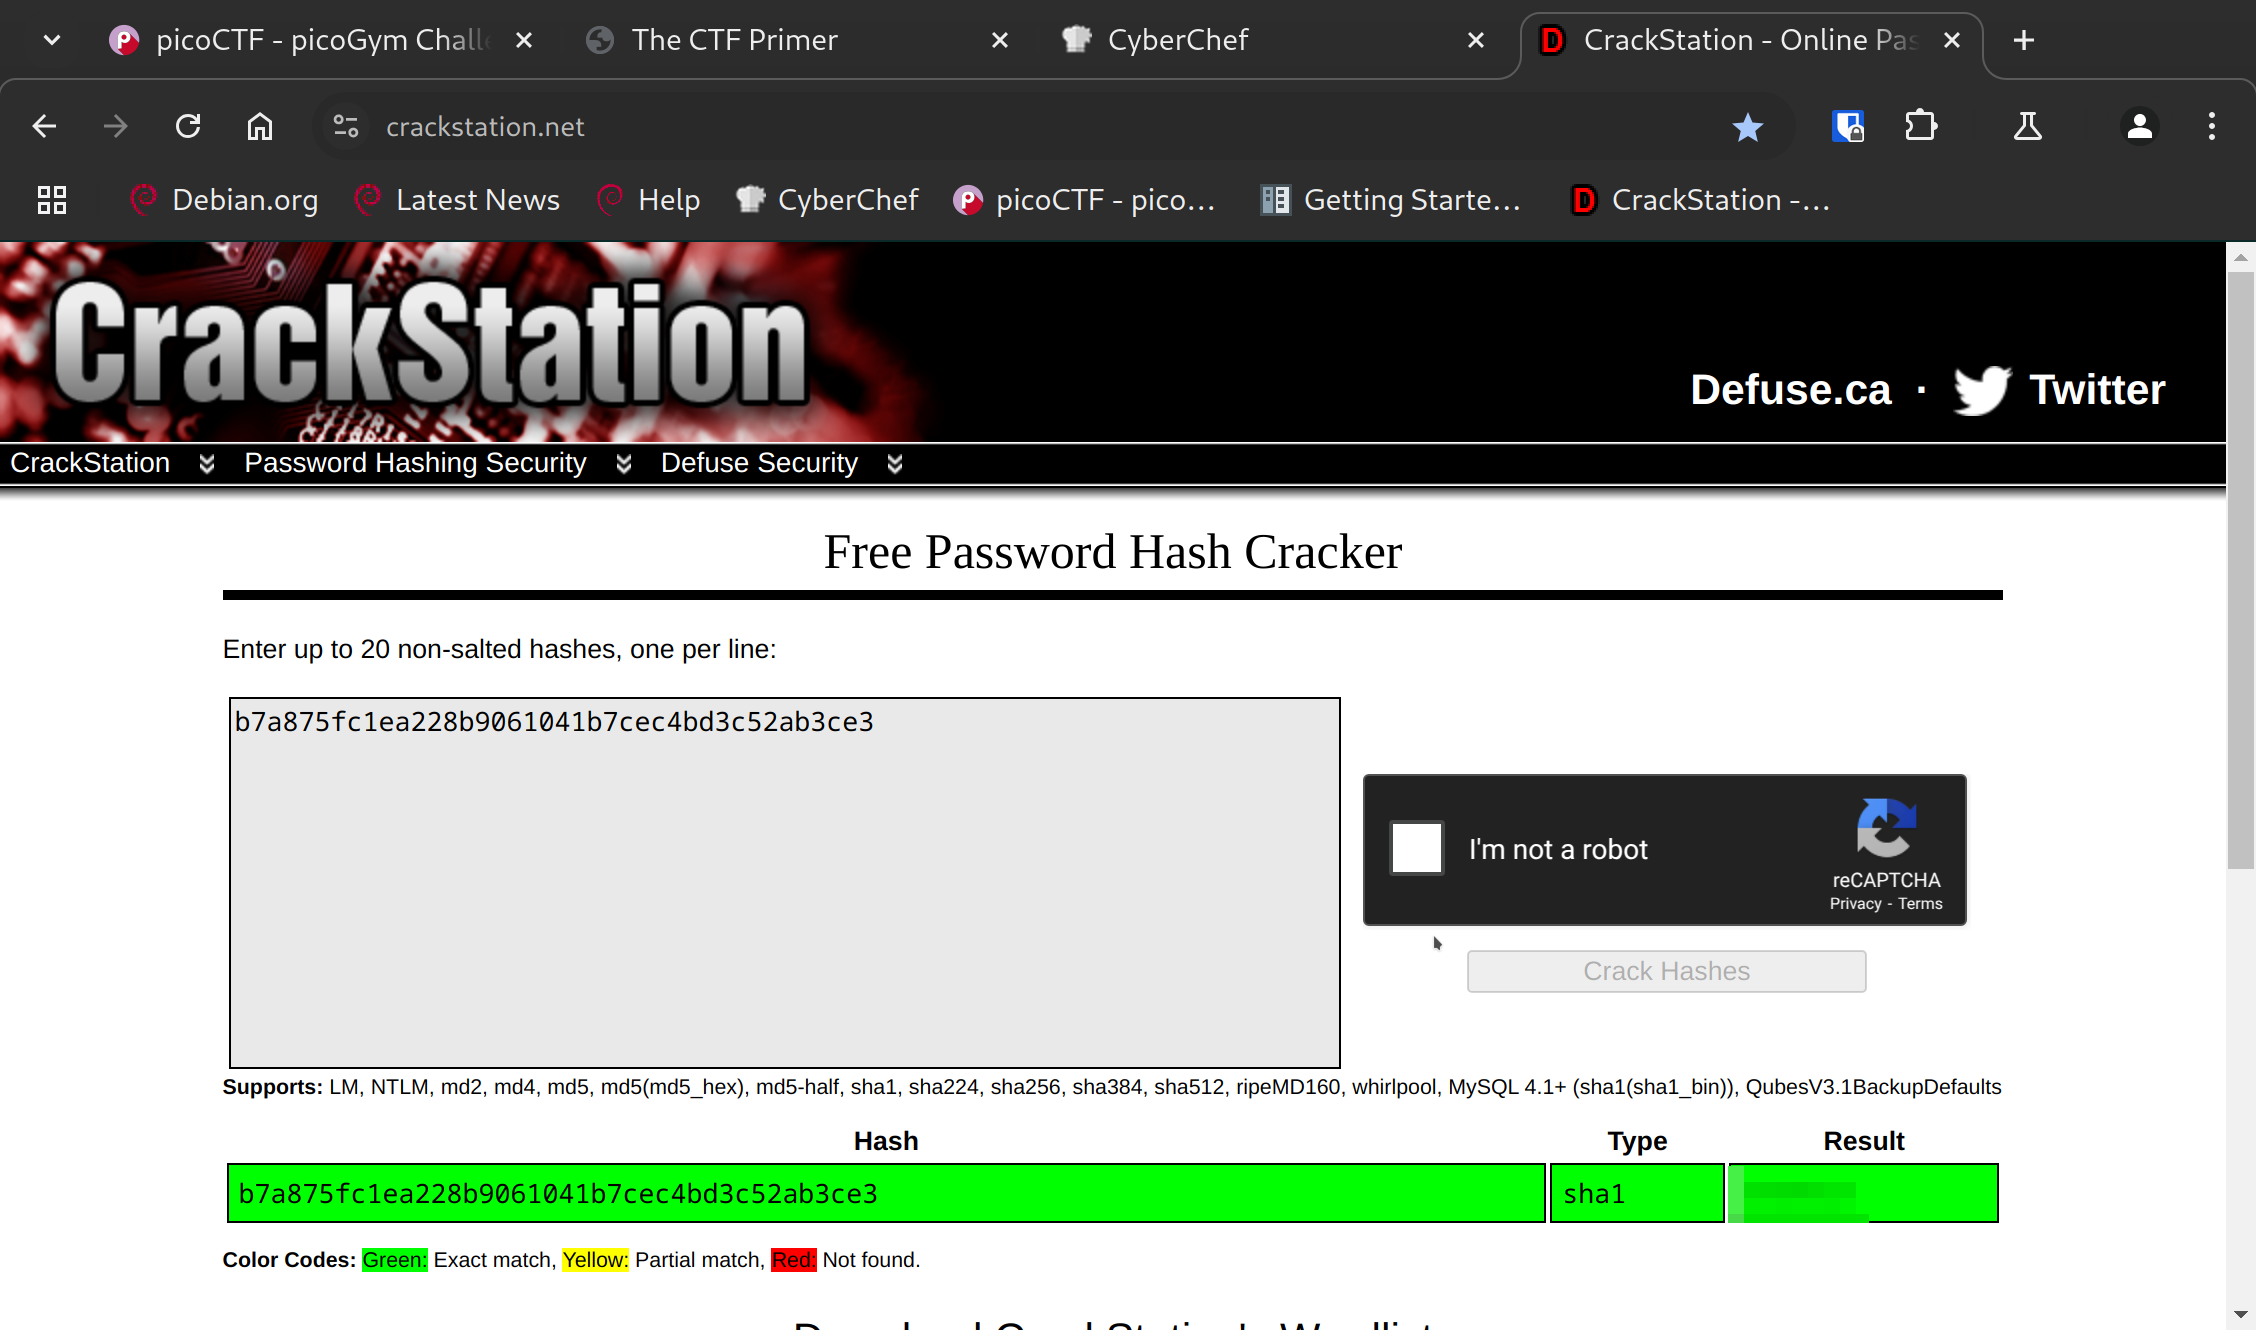 picoCTF - picoGym Challe
The CTF Primer
CyberChef
CrackStation - Online Pas
crackstation.net
Debian.org
Latest News
Help
CyberChef
picoCTF - pico...
Getting Starte...
CrackStation -...
CrackStation
Defuse.ca · Twitter
CrackStation Password Hashing Security Defuse Security
Free Password Hash Cracker
Enter up to 20 non-salted hashes, one per line:
b7a875fc1ea228b9061041b7cec4bd3c52ab3ce3
I'm not a robot
reCAPTCHA
Privacy - Terms
Crack Hashes
Supports: LM, NTLM, md2, md4, md5, md5(md5_hex), md5-half, sha1, sha224, sha256, sha384, sha512, ripeMD160, whirlpool, MySQL 4.1+ (sha1(sha1_bin)), QubesV3.1BackupDefaults
Hash Type Result
b7a875fc1ea228b9061041b7cec4bd3c52ab3ce3 sha1
Color Codes: Green: Exact match, Yellow: Partial match, Red: Not found.